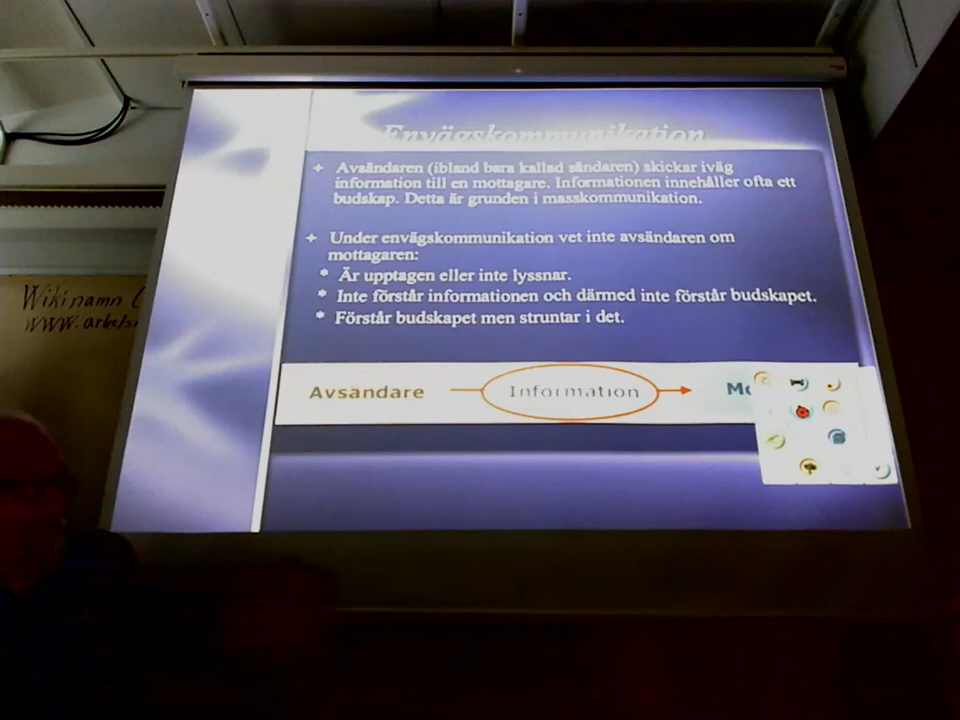 Envägskommunikation
Avsändaren (ibland bara kallad sändaren) skickar iväg
information till en mottagare. Informationen innehåller ofta ett
budskap. Detta är grunden i masskommunikation.
Under envägskommunikation vet inte avsändaren om
mottagaren:
* Är upptagen eller inte lyssnar.
* Inte förstår informationen och därmed inte förstår budskapet.
* Förstår budskapet men struntar i det.
Avsändare Information
Wikinamn (
www.arbets